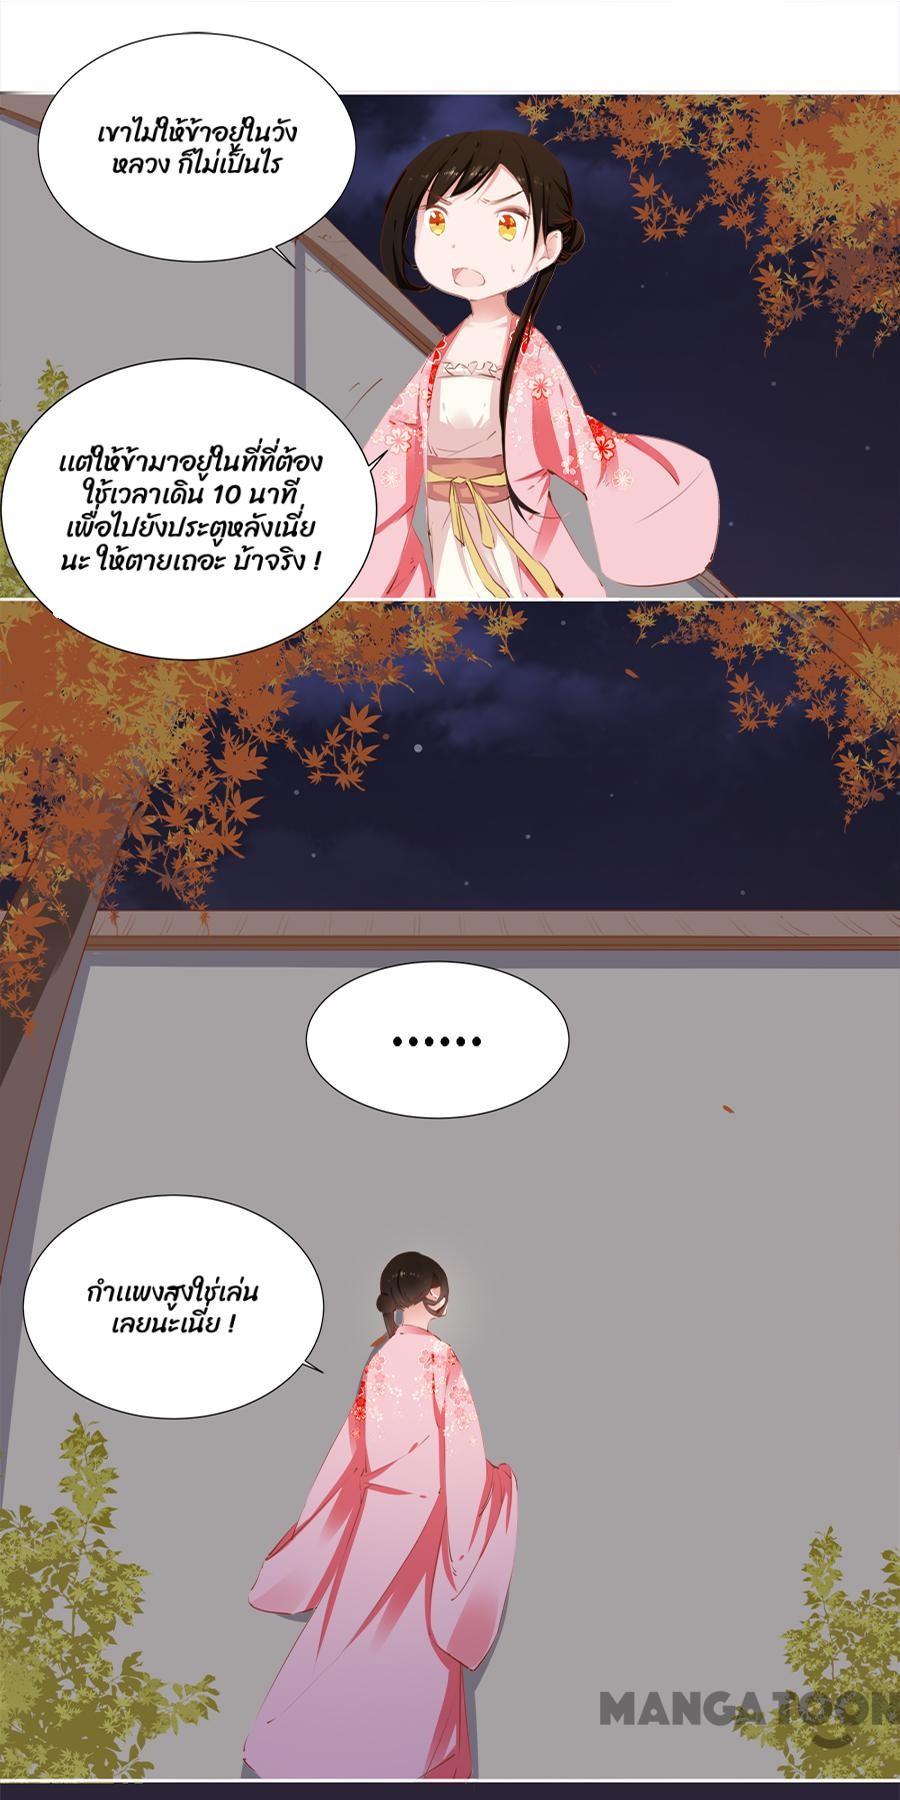 เขาไม่ให้ข้าอยู่ในวัง
หลวง ก็ไม่เป็นไร
แต่ให้ข้ามาอยู่ในที่ที่ต้อง
ใช้เวลาเดิน 10 นาที
เพื่อไปยังประตูหลังเนี่ย
นะ ให้ตายเถอะ บ้าจริง !
......
กำแพงสูงใช่เล่น
เลยนะเนี่ย !
MANGATOON